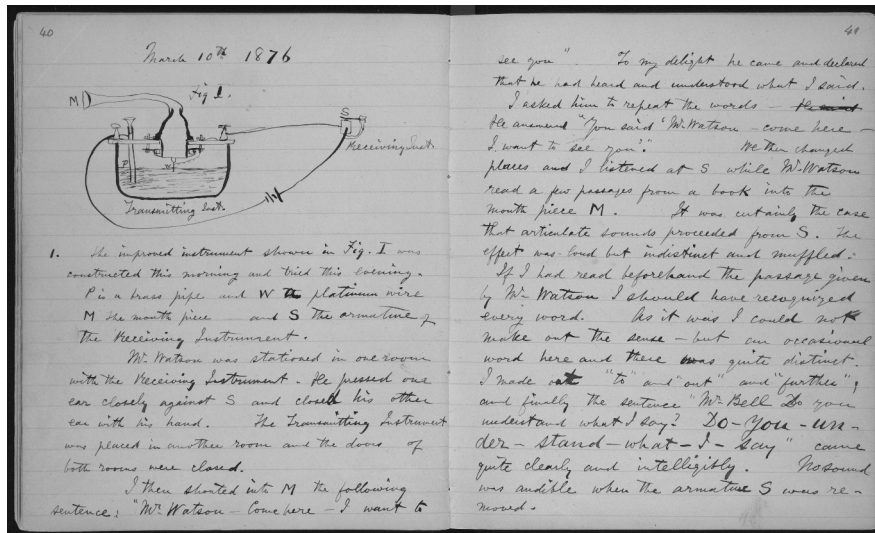 40
March 10th 1876
Fig 1.
M
S
Receiving Inst.
P
W
Transmitting Inst.
1. The improved instrument shown in Fig. I was
constructed this morning and tried this evening.
P is a brass pipe and W the platinum wire
M the mouth piece and S the armature of
the Receiving Instrument.
Mr. Watson was stationed in one room
with the Receiving Instrument. He pressed one
ear closely against S and closed his other
ear with his hand. The Transmitting Instrument
was placed in another room and the doors of
both rooms were closed.
I then shouted into M the following
sentence: "Mr. Watson – Come here – I want to
41
see you". To my delight he came and declared
that he had heard and understood what I said.
I asked him to repeat the words – He said
He answered "You said 'Mr. Watson – come here –
I want to see you'." We then changed
places and I listened at S while Mr. Watson
read a few passages from a book into the
mouth piece M. It was certainly the case
that articulate sounds proceeded from S. The
effect was loud but indistinct and muffled.
If I had read beforehand the passage given
by Mr. Watson I should have recognized
every word. As it was I could not
make out the sense – but an occasional
word here and there was quite distinct.
I made out "to" and "out" and "further";
and finally the sentence "Mr. Bell Do you
understand what I say? Do – you – un –
der – stand – what – I – say" came
quite clearly and intelligibly. No sound
was audible when the armature S was re-
moved.